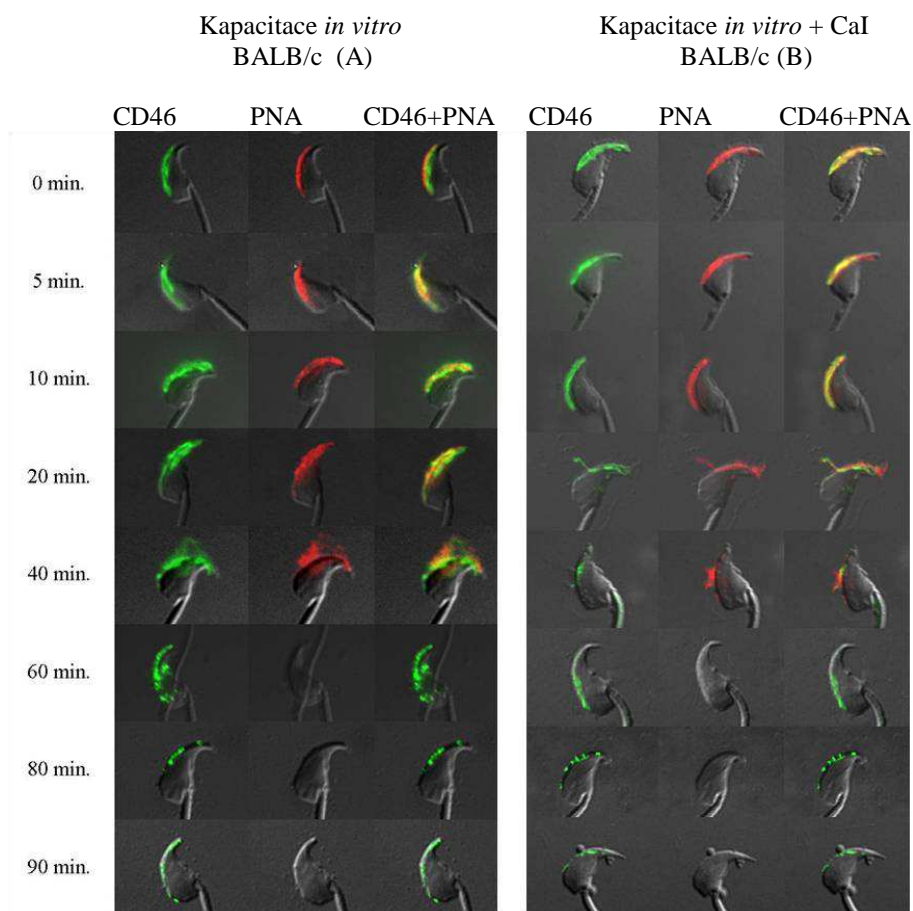 Kapacitace in vitro
BALB/c (A)
Kapacitace in vitro + CaI
BALB/c (B)
CD46 PNA CD46+PNA
CD46 PNA CD46+PNA
0 min.
5 min.
10 min.
20 min.
40 min.
60 min.
80 min.
90 min.